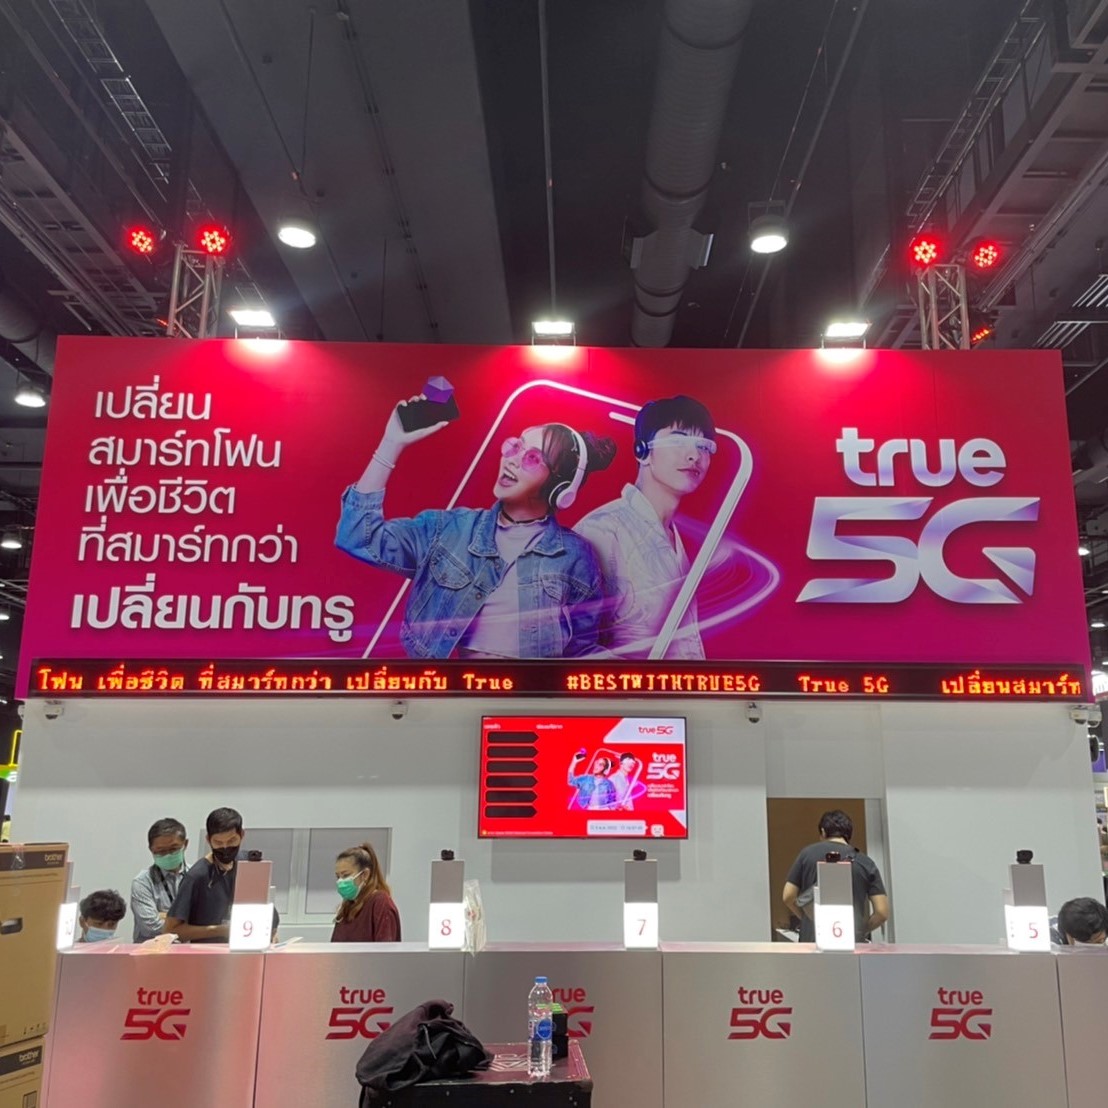 เปลี่ยน
สมาร์ทโฟน
เพื่อชีวิต
ที่สมาร์ทกว่า
เปลี่ยนกับทรู
true
5G
โฟน เพื่อชีวิต ที่สมาร์ทกว่า เปลี่ยนกับ True #BESTWITHTRUE5G True 5G เปลี่ยนสมาร์ท
true 5G
true
5G
9
8
7
6
5
brother
true
5G
true
5G
true
5G
true
5G
brother